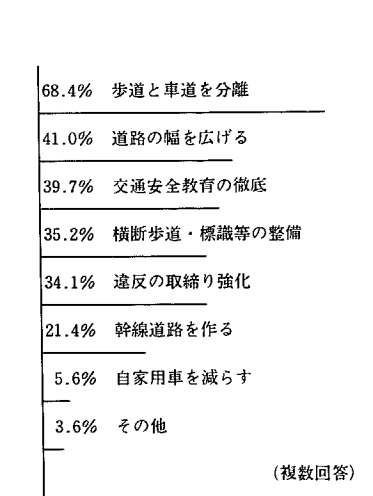 68.4% 歩道と車道を分離
41.0% 道路の幅を広げる
39.7% 交通安全教育の徹底
35.2% 横断歩道・標識等の整備
34.1% 違反の取締り強化
21.4% 幹線道路を作る
5.6% 自家用車を減らす
3.6% その他
(複数回答)